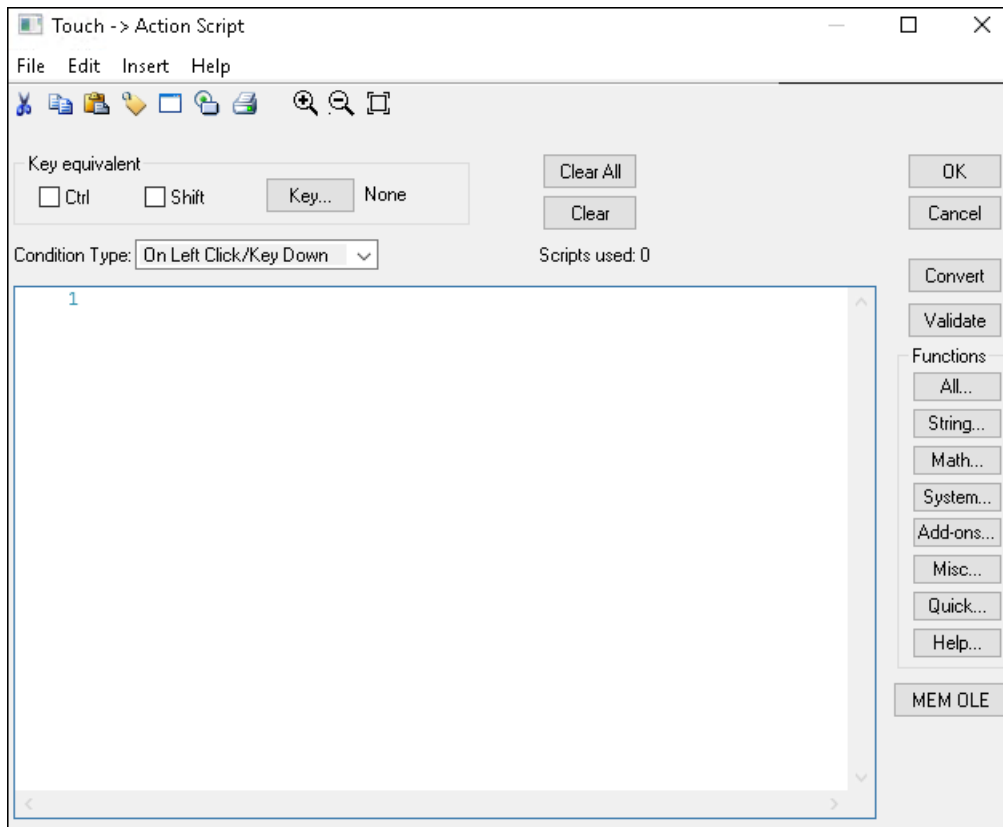 Touch -> Action Script
File Edit Insert Help
Key equivalent
Ctrl Shift Key... None
Clear All
Clear
OK
Cancel
Condition Type: On Left Click/Key Down
Scripts used: 0
Convert
Validate
1
Functions
All...
String...
Math...
System...
Add-ons...
Misc...
Quick...
Help...
MEM OLE